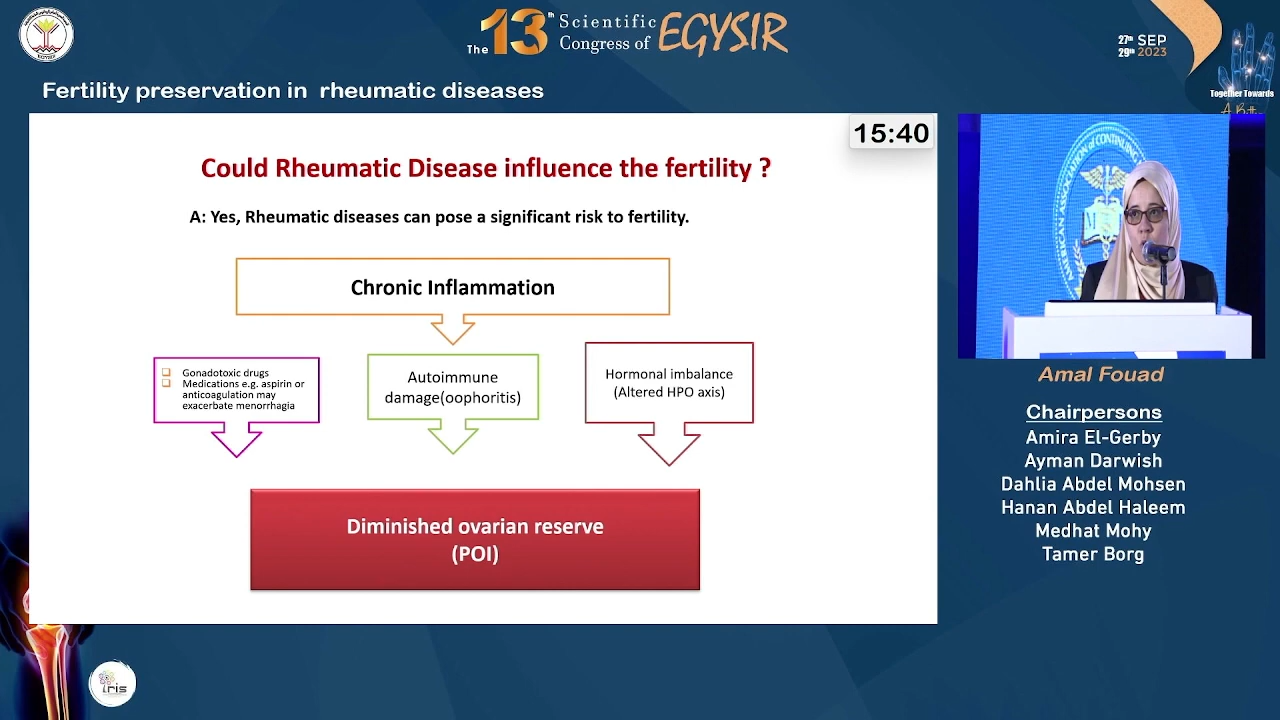 The 13th Scientific Congress of EGYSIR
27th SEP
29th 2023
Together Towards
EGYSIR
Fertility preservation in rheumatic diseases
15:40
Could Rheumatic Disease influence the fertility ?
A: Yes, Rheumatic diseases can pose a significant risk to fertility.
Chronic Inflammation
Gonadotoxic drugs
Medications e.g. aspirin or
anticoagulation may
exacerbate menorrhagia
Autoimmune
damage(oophoritis)
Hormonal imbalance
(Altered HPO axis)
Diminished ovarian reserve
(POI)
Amal Fouad
Chairpersons
Amira El-Gerby
Ayman Darwish
Dahlia Abdel Mohsen
Hanan Abdel Haleem
Medhat Mohy
Tamer Borg
iris